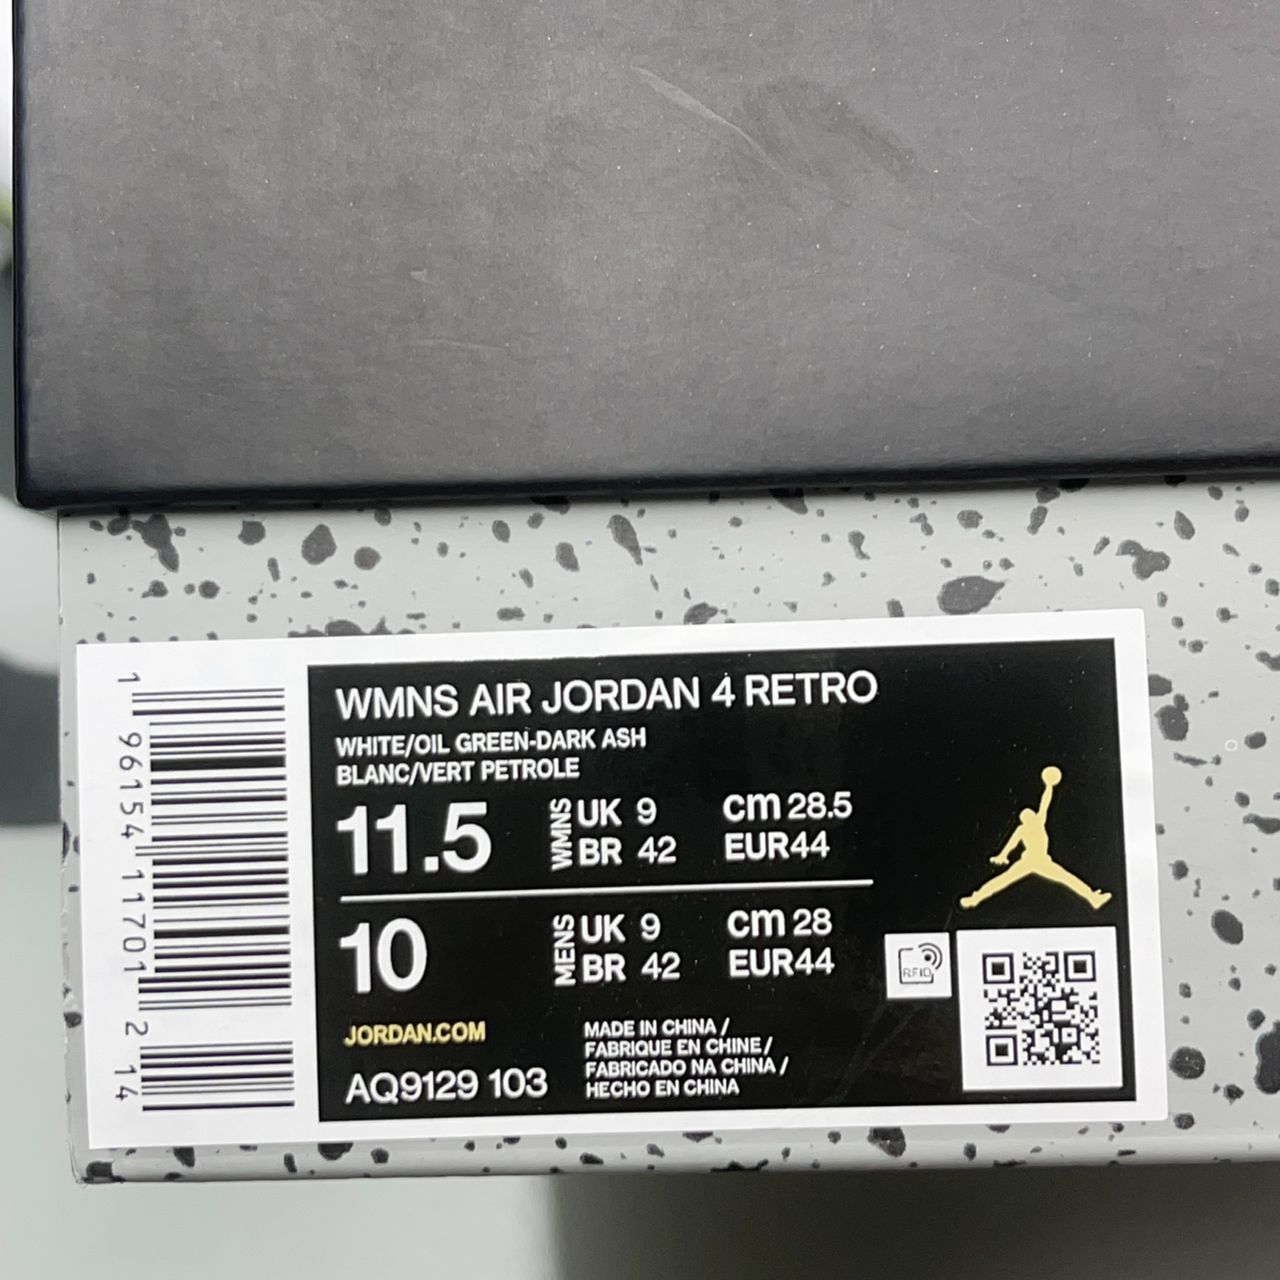 WMNS AIR JORDAN 4 RETRO
WHITE/OIL GREEN-DARK ASH
BLANC/VERT PETROLE
11.5 WMNS UK 9 cm 28.5
BR 42 EUR44
10 MENS UK 9 cm 28
BR 42 EUR44
RFID
JORDAN.COM
AQ9129 103
MADE IN CHINA /
FABRIQUE EN CHINE/
FABRICADO NA CHINA /
HECHO EN CHINA
1 96154 11701 2 14